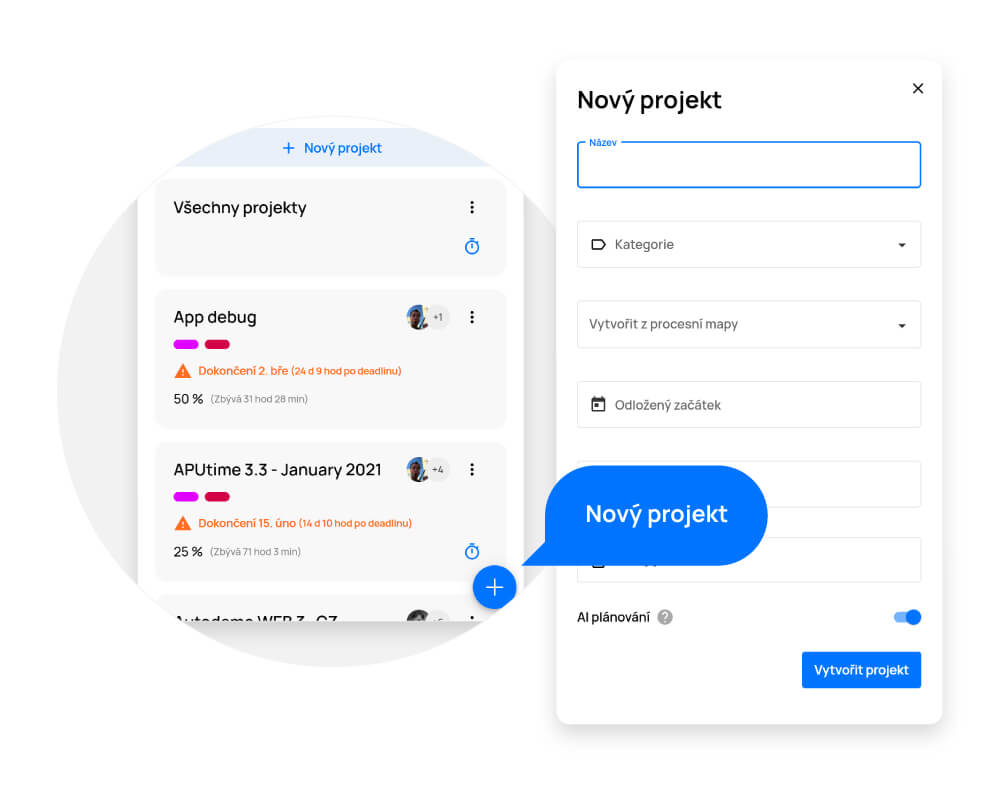 + Nový projekt
Všechny projekty
App debug
+1
Dokončení 2. bře (24 d 9 hod po deadlinu)
50 % (Zbývá 31 hod 28 min)
APUtime 3.3 - January 2021
+4
Dokončení 15. úno (14 d 10 hod po deadlinu)
25 % (Zbývá 71 hod 3 min)
Nový projekt
Nový projekt
Název
Kategorie
Vytvořit z procesní mapy
Odložený začátek
AI plánování ?
Vytvořit projekt